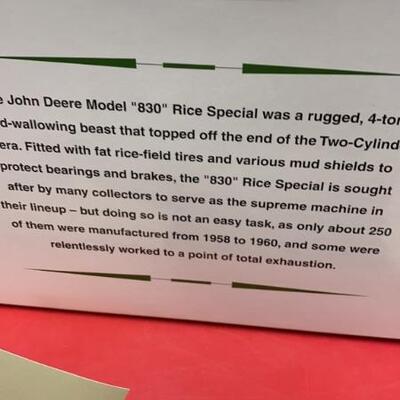 e John Deere Model "830" Rice Special was a rugged, 4-ton
d-wallowing beast that topped off the end of the Two-Cylind
era. Fitted with fat rice-field tires and various mud shields to
protect bearings and brakes, the "830" Rice Special is sought
after by many collectors to serve as the supreme machine in
their lineup – but doing so is not an easy task, as only about 250
of them were manufactured from 1958 to 1960, and some were
relentlessly worked to a point of total exhaustion.